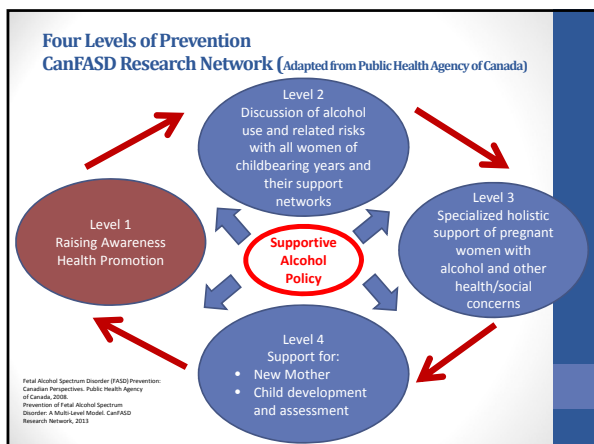 Four Levels of Prevention
CanFASD Research Network (Adapted from Public Health Agency of Canada)
Level 1
Raising Awareness
Health Promotion
Level 2
Discussion of alcohol
use and related risks
with all women of
childbearing years and
their support
networks
Level 3
Specialized holistic
support of pregnant
women with
alcohol and other
health/social
concerns
Supportive
Alcohol
Policy
Level 4
Support for:
• New Mother
• Child development
and assessment
Fetal Alcohol Spectrum Disorder (FASD) Prevention:
Canadian Perspectives. Public Health Agency
of Canada, 2008.
Prevention of Fetal Alcohol Spectrum
Disorder: A Multi-Level Model. CanFASD
Research Network, 2013